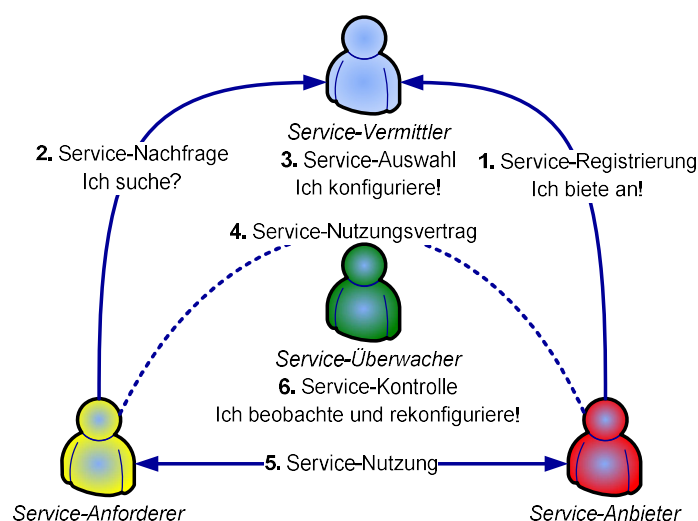 Service-Vermittler
2. Service-Nachfrage
Ich suche?
3. Service-Auswahl
Ich konfiguriere!
1. Service-Registrierung
Ich biete an!
4. Service-Nutzungsvertrag
Service-Überwacher
6. Service-Kontrolle
Ich beobachte und rekonfiguriere!
5. Service-Nutzung
Service-Anforderer
Service-Anbieter